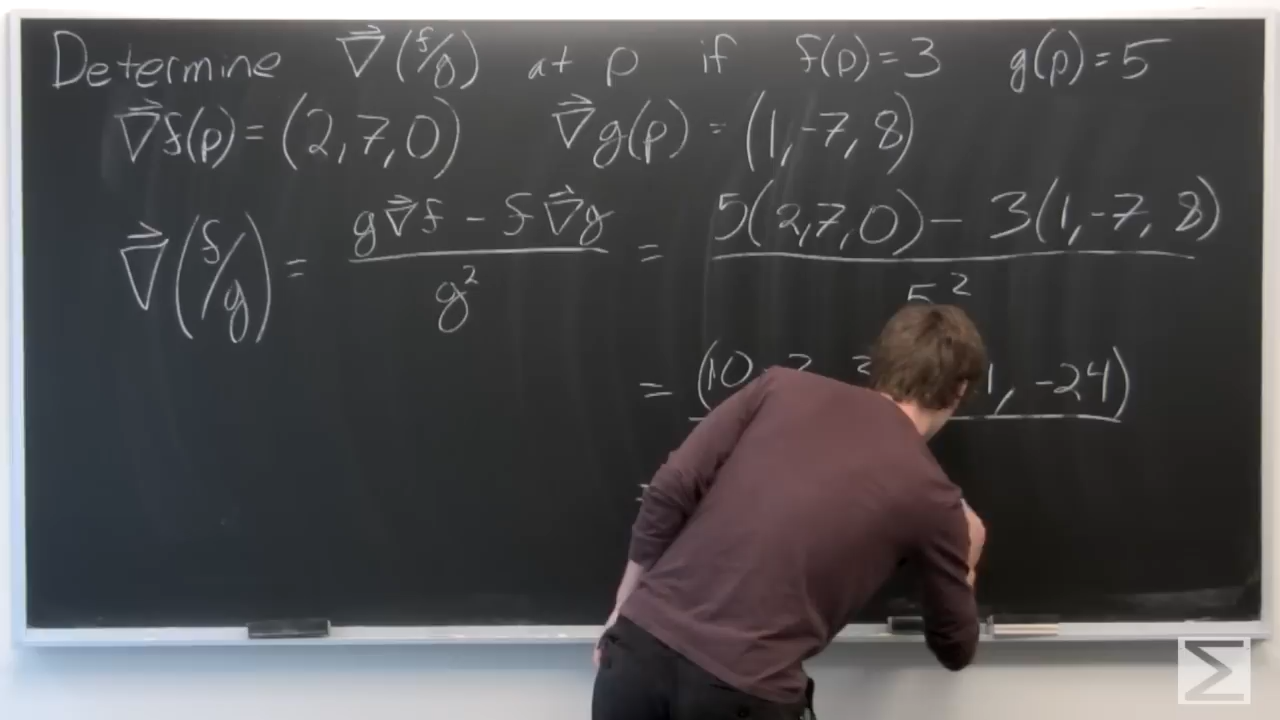 Determine ∇⃗(f/g) at p if f(p)=3 g(p)=5
∇⃗f(p)=(2,7,0) ∇⃗g(p)=(1,-7,8)
∇⃗(f/g) = g∇⃗f - f∇⃗g / g² = 5(2,7,0) - 3(1,-7,8) / 5²
= (10 1, -24)
=
Σ